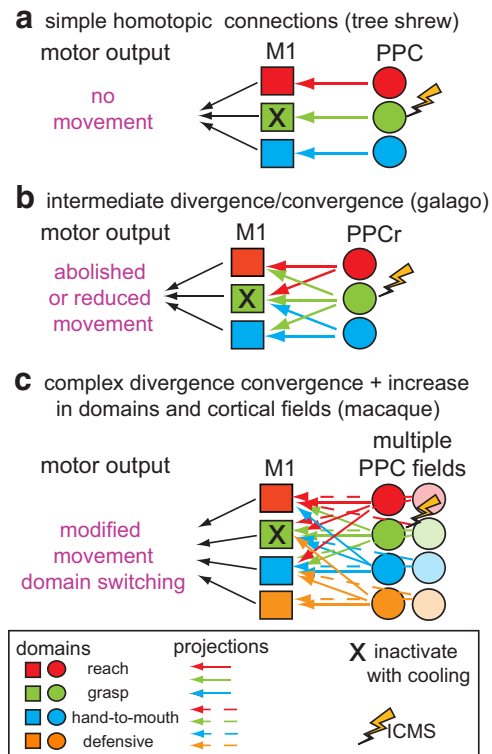 a simple homotopic connections (tree shrew)
motor output M1 PPC
no
movement
X
b intermediate divergence/convergence (galago)
motor output M1 PPCr
abolished
or reduced
movement
X
c complex divergence convergence + increase
in domains and cortical fields (macaque)
multiple
motor output M1 PPC fields
modified
movement
domain switching
X
domains projections X inactivate
with cooling
reach
grasp
hand-to-mouth
defensive
ICMS